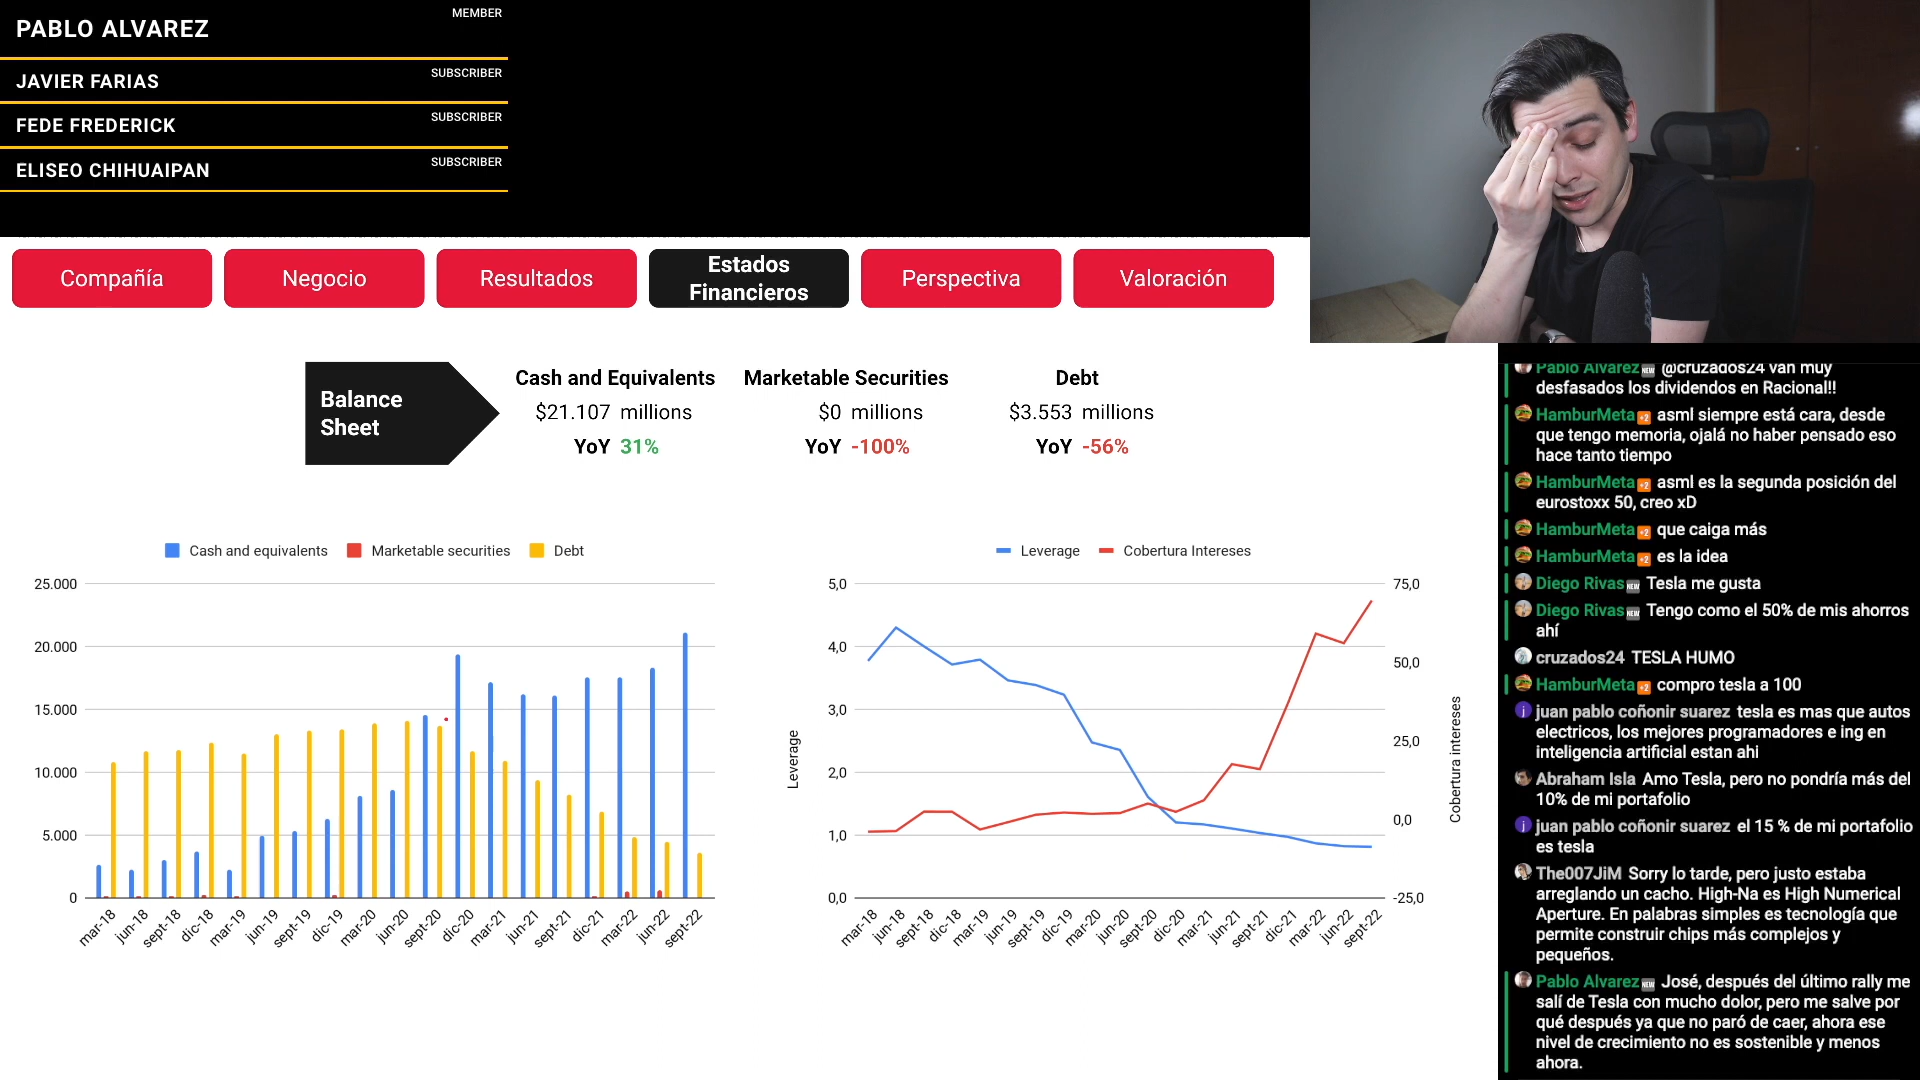 PABLO ALVAREZ
MEMBER
JAVIER FARIAS
SUBSCRIBER
FEDE FREDERICK
SUBSCRIBER
ELISEO CHIHUAIPAN
SUBSCRIBER
Compañía
Negocio
Resultados
Estados
Financieros
Perspectiva
Valoración
Balance
Sheet
Cash and Equivalents
$21.107 millions
YoY 31%
Marketable Securities
$0 millions
YoY -100%
Debt
$3.553 millions
YoY -56%
Cash and equivalents
Marketable securities
Debt
25.000
20.000
15.000
10.000
5.000
0
mar-18
jun-18
sept-18
dic-18
mar-19
jun-19
sept-19
dic-19
mar-20
jun-20
sept-20
dic-20
mar-21
jun-21
sept-21
dic-21
mar-22
jun-22
sept-22
Leverage
Cobertura Intereses
Leverage
5,0
4,0
3,0
2,0
1,0
0,0
75,0
50,0
25,0
0,0
-25,0
Cobertura intereses
mar-18
jun-18
sept-18
dic-18
mar-19
jun-19
sept-19
dic-19
mar-20
jun-20
sept-20
dic-20
mar-21
jun-21
sept-21
dic-21
mar-22
jun-22
sept-22
Pablo Alvarez NEW @cruzados24 van muy
desfasados los dividendos en Racional!!
HamburMeta +2 asml siempre está cara, desde
que tengo memoria, ojalá no haber pensado eso
hace tanto tiempo
HamburMeta +2 asml es la segunda posición del
eurostoxx 50, creo xD
HamburMeta +2 que caiga más
HamburMeta +2 es la idea
Diego Rivas NEW Tesla me gusta
Diego Rivas NEW Tengo como el 50% de mis ahorros
ahí
cruzados24 TESLA HUMO
HamburMeta +2 compro tesla a 100
j juan pablo coñonir suarez tesla es mas que autos
electricos, los mejores programadores e ing en
inteligencia artificial estan ahi
Abraham Isla Amo Tesla, pero no pondría más del
10% de mi portafolio
j juan pablo coñonir suarez el 15 % de mi portafolio
es tesla
The007JiM Sorry lo tarde, pero justo estaba
arreglando un cacho. High-Na es High Numerical
Aperture. En palabras simples es tecnología que
permite construir chips más complejos y
pequeños.
Pablo Alvarez NEW José, después del último rally me
salí de Tesla con mucho dolor, pero me salve por
qué después ya que no paró de caer, ahora ese
nivel de crecimiento no es sostenible y menos
ahora.